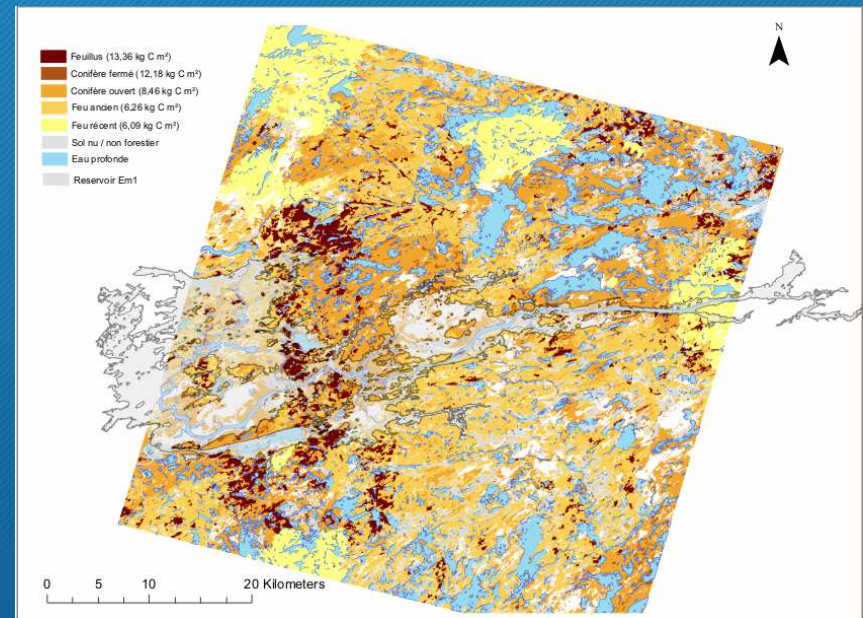 N
Feuillus (13,36 kg C m²)
Conifère fermé (12,18 kg C m²)
Conifère ouvert (8,46 kg C m²)
Feu ancien (6,26 kg C m²)
Feu récent (6,09 kg C m²)
Sol nu / non forestier
Eau profonde
Reservoir Em1
0 5 10 20 Kilometers